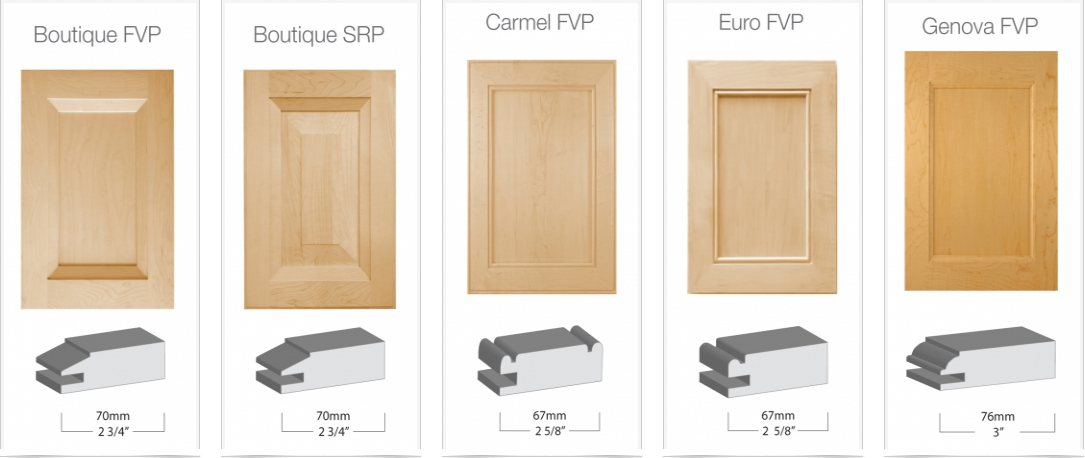 Boutique FVP
70mm
2 3/4”
Boutique SRP
70mm
2 3/4”
Carmel FVP
67mm
2 5/8”
Euro FVP
67mm
2 5/8”
Genova FVP
76mm
3”